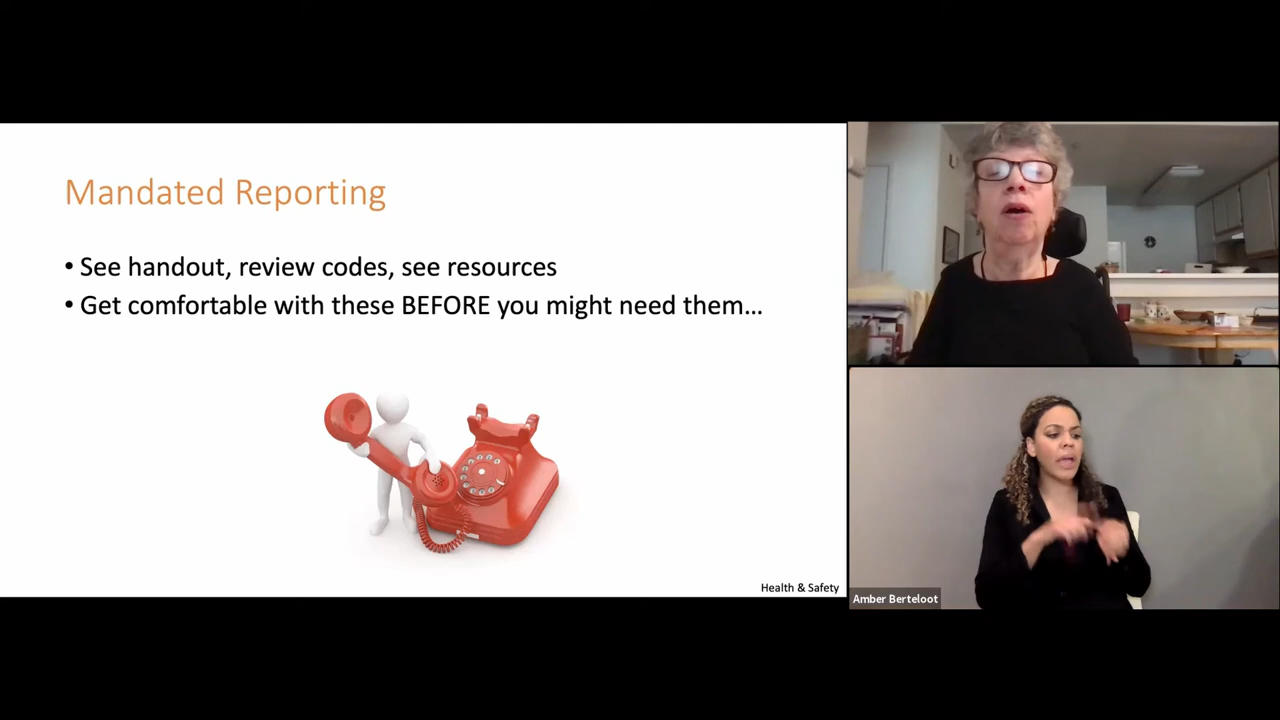 Mandated Reporting
• See handout, review codes, see resources
• Get comfortable with these BEFORE you might need them...
Health & Safety
Amber Berteloot